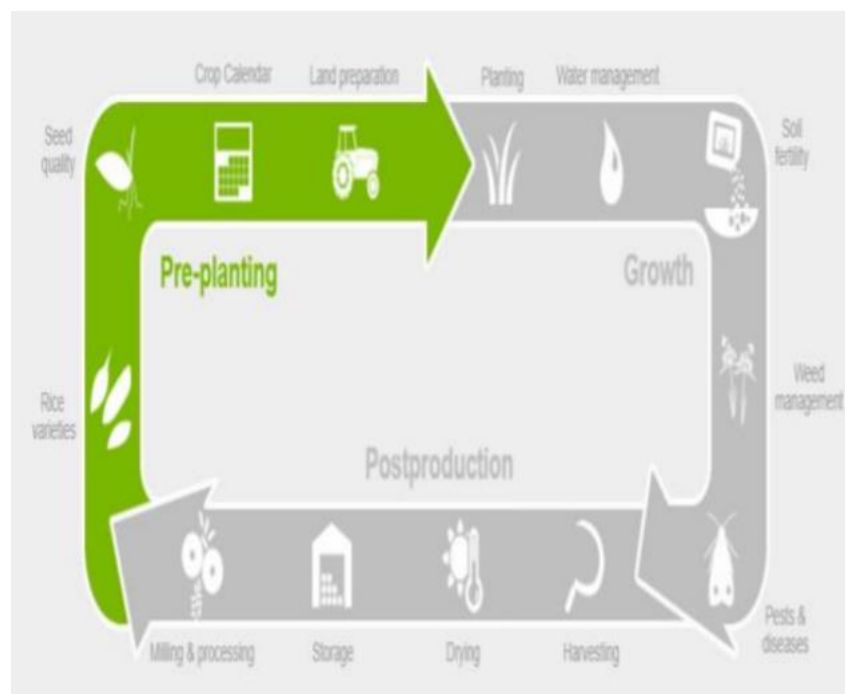 Crop Calendar
Land preparation
Planting
Water management
Seed
quality
Soil
fertility
Pre-planting
Growth
Rice
varieties
Weed
management
Postproduction
Milling & processing
Storage
Drying
Harvesting
Pests &
diseases